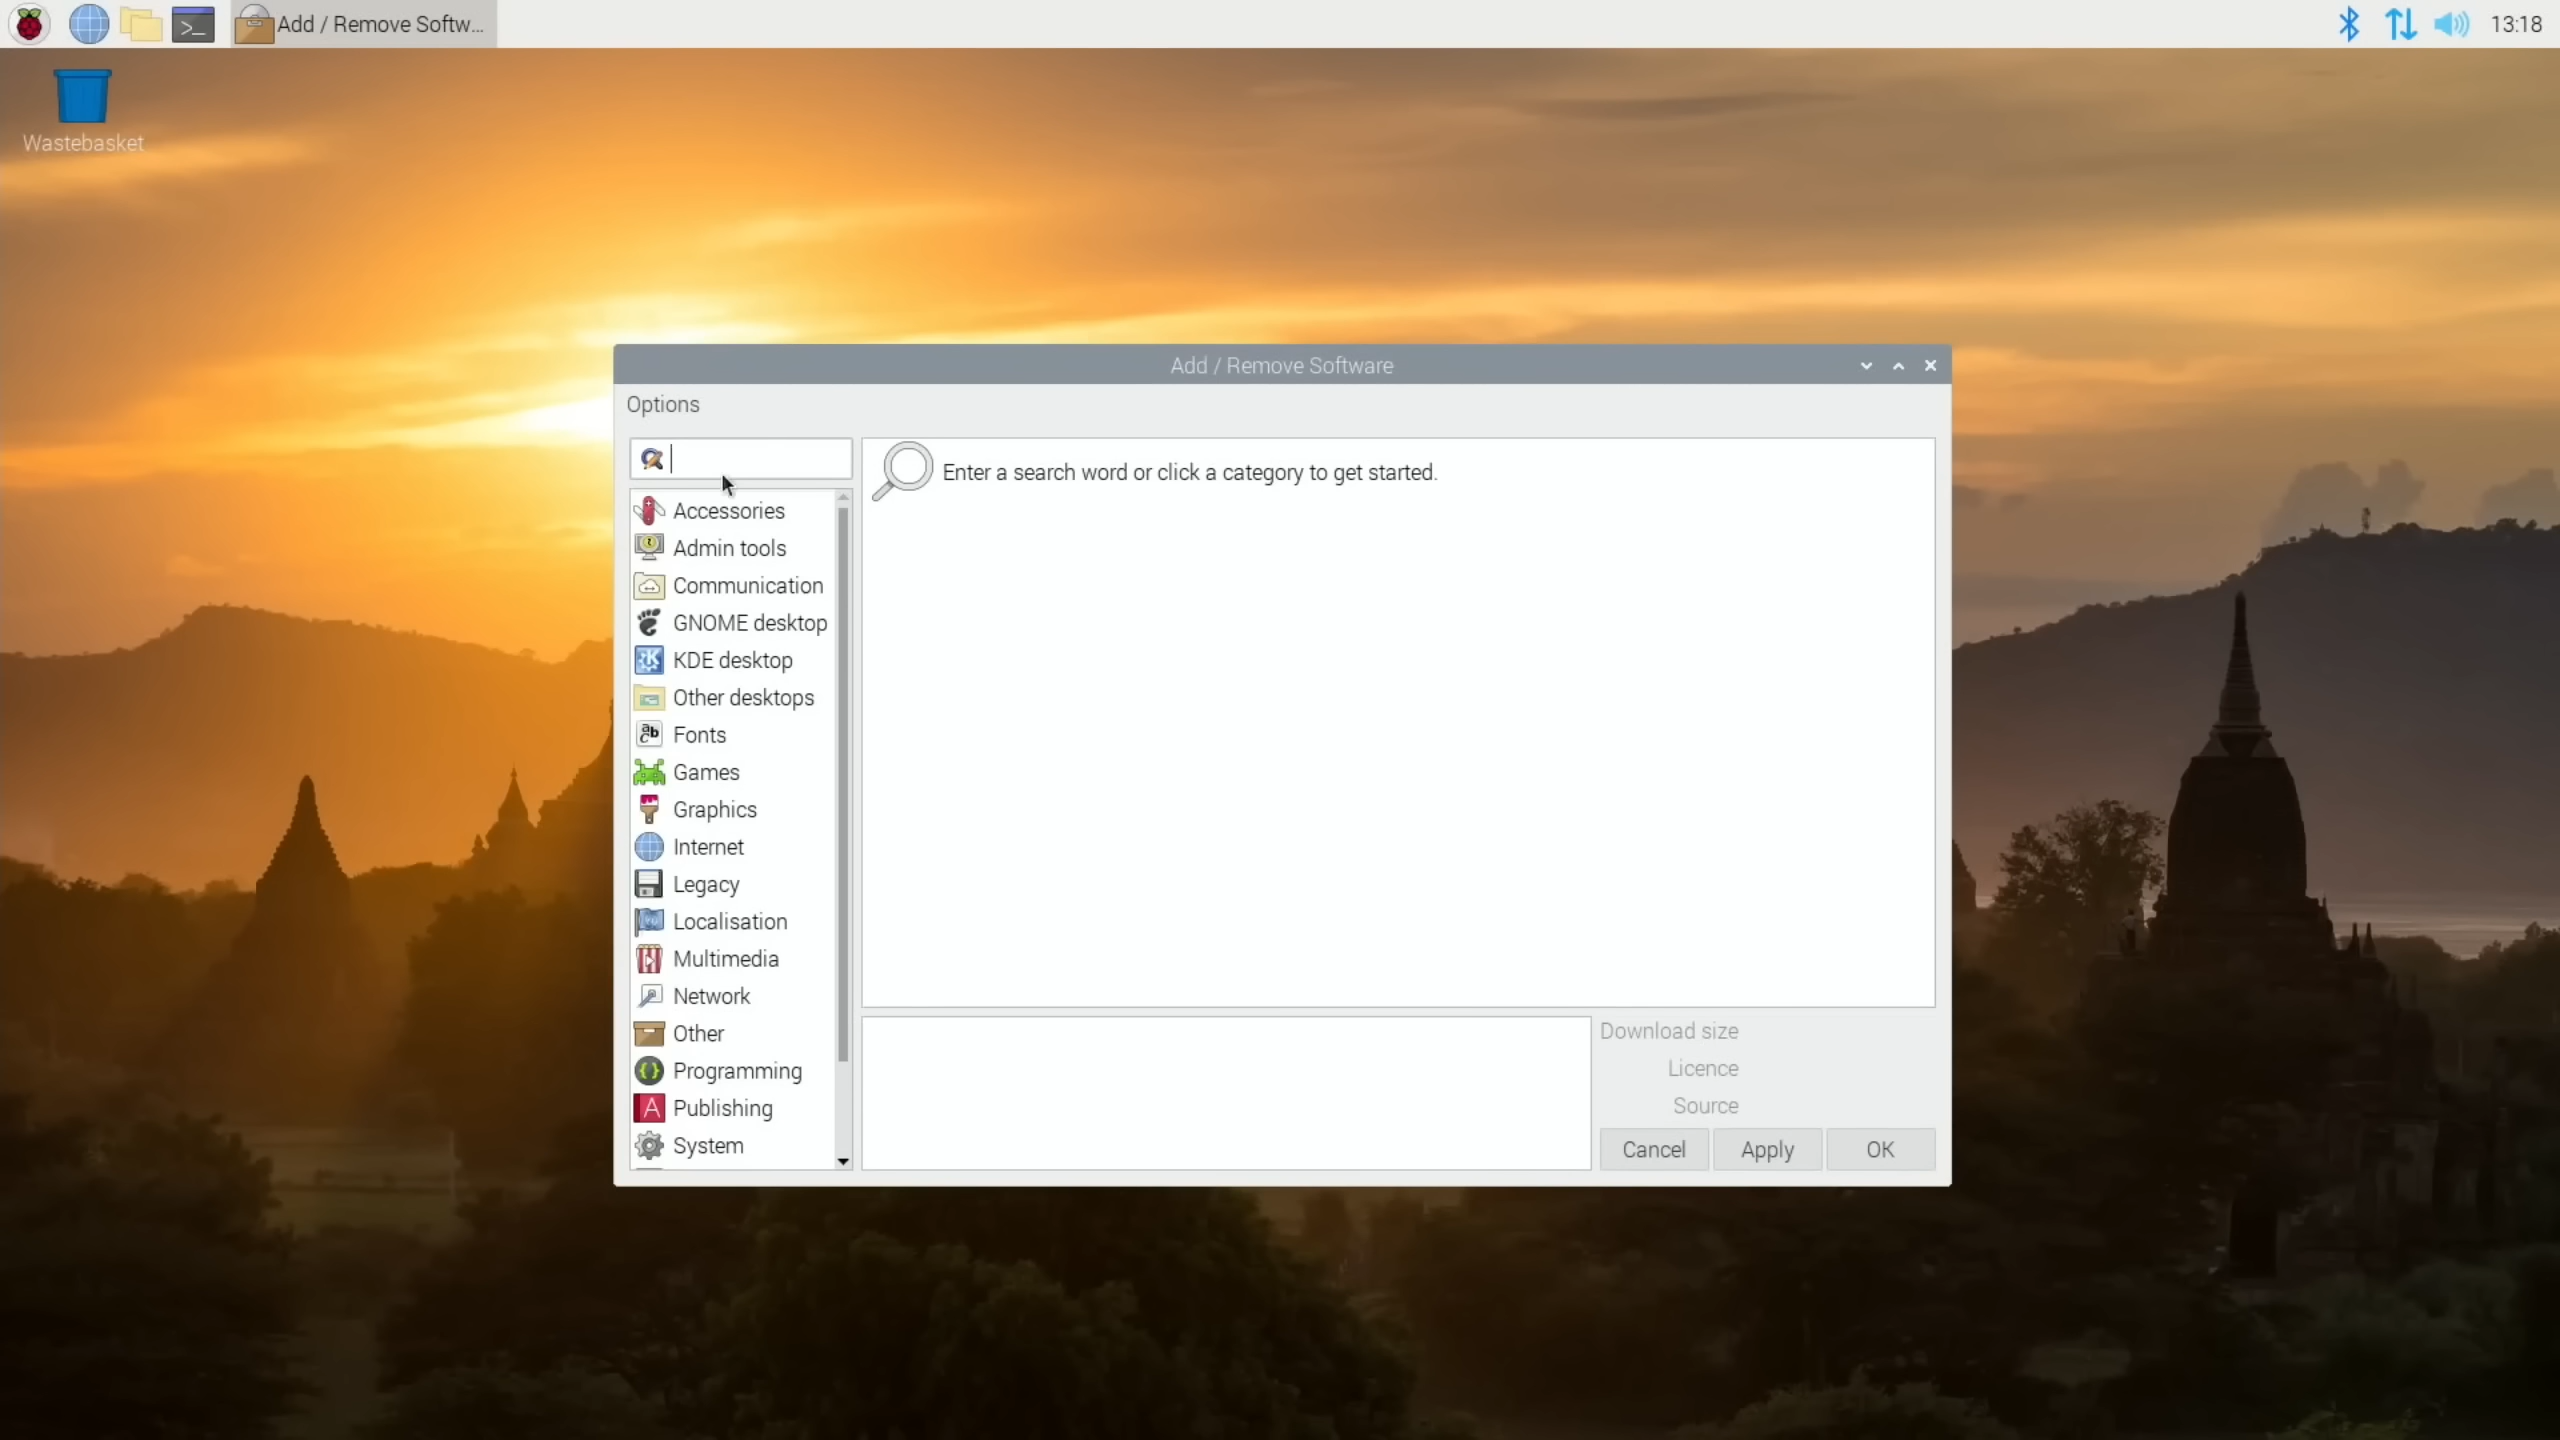 Add / Remove Softw...
13:18
Wastebasket
Add / Remove Software
Options
Enter a search word or click a category to get started.
Accessories
Admin tools
Communication
GNOME desktop
KDE desktop
Other desktops
Fonts
Games
Graphics
Internet
Legacy
Localisation
Multimedia
Network
Other
Programming
Publishing
System
Download size
Licence
Source
Cancel
Apply
OK